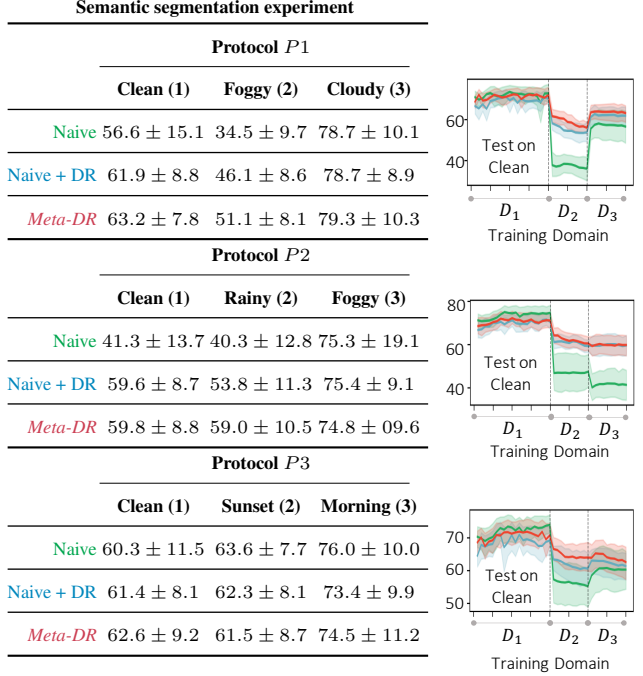 Semantic segmentation experiment
Protocol P1
Clean (1) Foggy (2) Cloudy (3)
Naive 56.6 ± 15.1 34.5 ± 9.7 78.7 ± 10.1
Naive + DR 61.9 ± 8.8 46.1 ± 8.6 78.7 ± 8.9
Meta-DR 63.2 ± 7.8 51.1 ± 8.1 79.3 ± 10.3
60
40
Test on
Clean
D1 D2 D3
Training Domain
Protocol P2
Clean (1) Rainy (2) Foggy (3)
Naive 41.3 ± 13.7 40.3 ± 12.8 75.3 ± 19.1
Naive + DR 59.6 ± 8.7 53.8 ± 11.3 75.4 ± 9.1
Meta-DR 59.8 ± 8.8 59.0 ± 10.5 74.8 ± 09.6
80
60
40
Test on
Clean
D1 D2 D3
Training Domain
Protocol P3
Clean (1) Sunset (2) Morning (3)
Naive 60.3 ± 11.5 63.6 ± 7.7 76.0 ± 10.0
Naive + DR 61.4 ± 8.1 62.3 ± 8.1 73.4 ± 9.9
Meta-DR 62.6 ± 9.2 61.5 ± 8.7 74.5 ± 11.2
70
60
50
Test on
Clean
D1 D2 D3
Training Domain